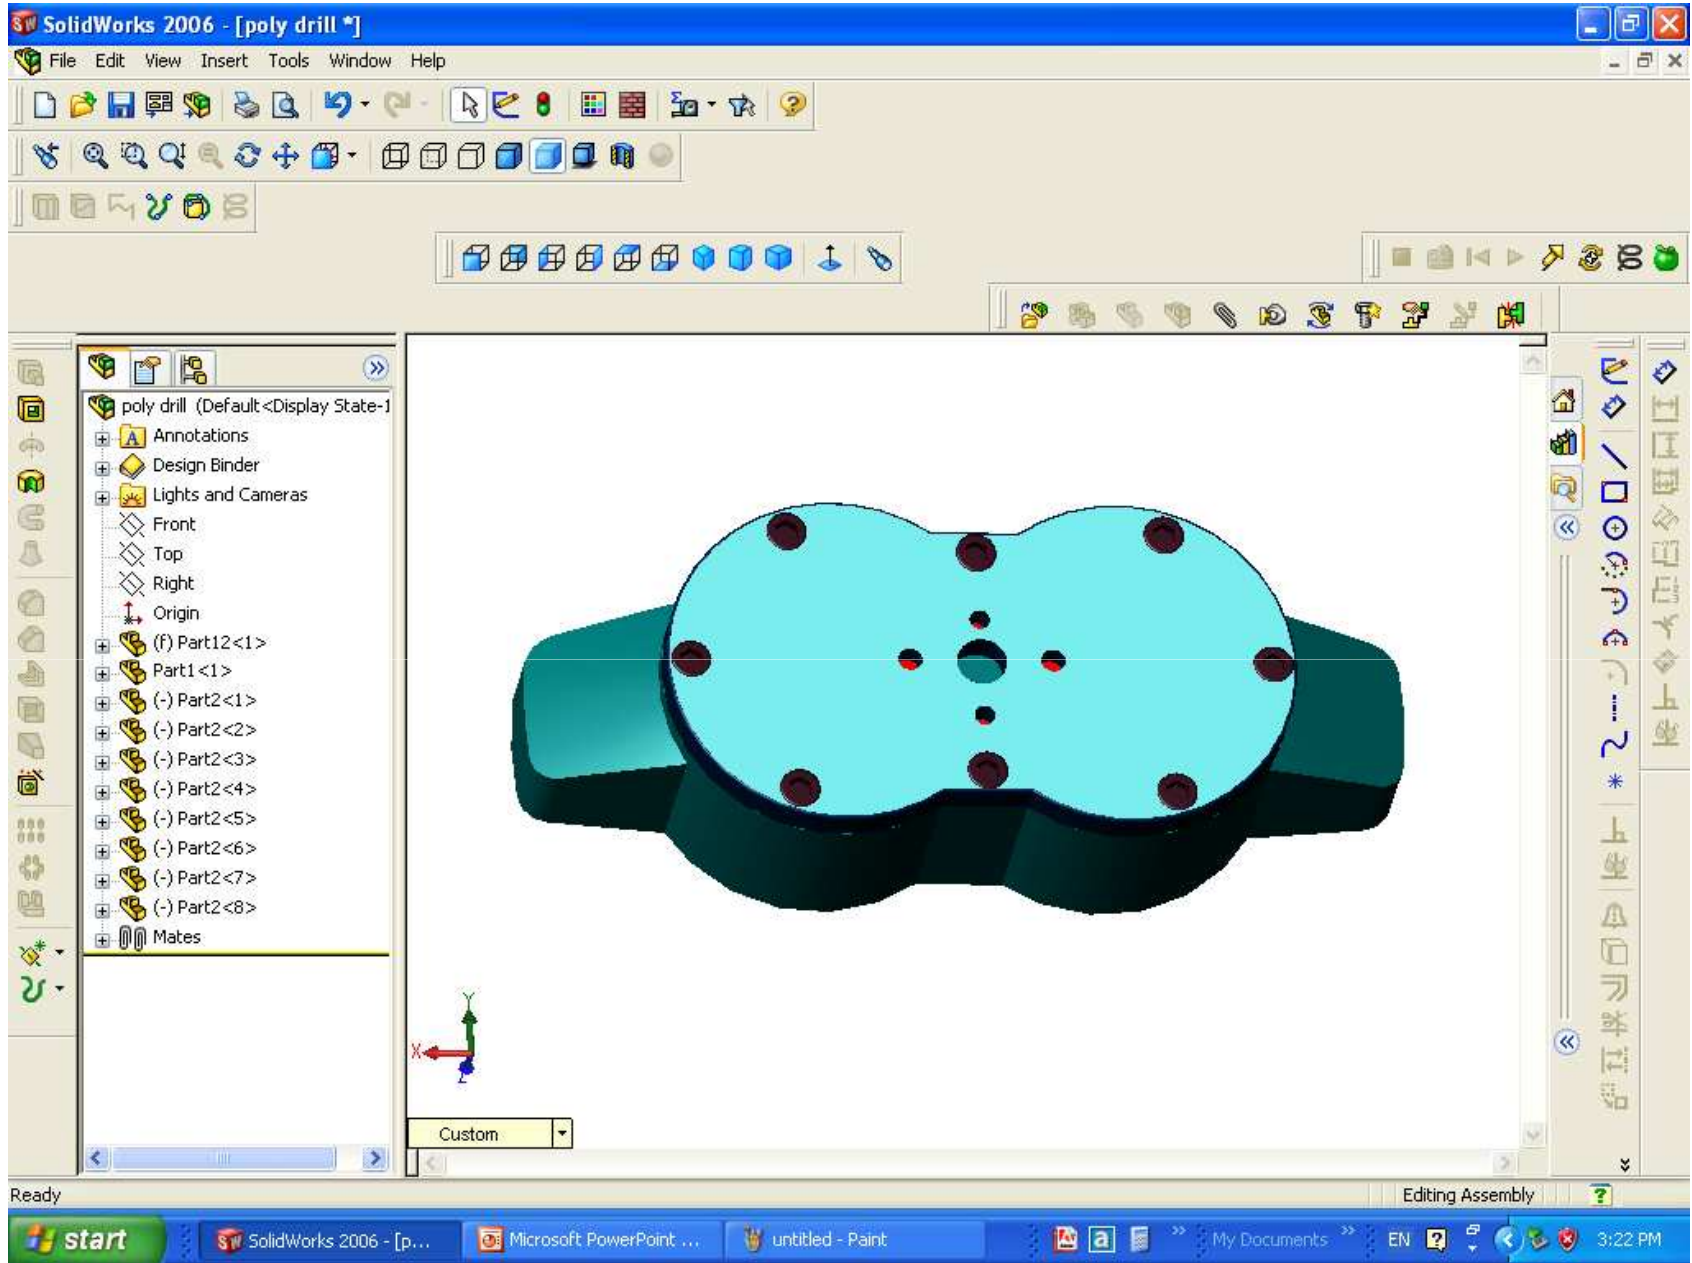 SolidWorks 2006 - [poly drill *]
File Edit View Insert Tools Window Help
poly drill (Default<Display State-1
Annotations
Design Binder
Lights and Cameras
Front
Top
Right
Origin
(f) Part12<1>
Part1<1>
(-) Part2<1>
(-) Part2<2>
(-) Part2<3>
(-) Part2<4>
(-) Part2<5>
(-) Part2<6>
(-) Part2<7>
(-) Part2<8>
Mates
Y
X
Z
Custom
Ready
Editing Assembly
start
SolidWorks 2006 - [p...
Microsoft PowerPoint ...
untitled - Paint
My Documents
EN
3:22 PM